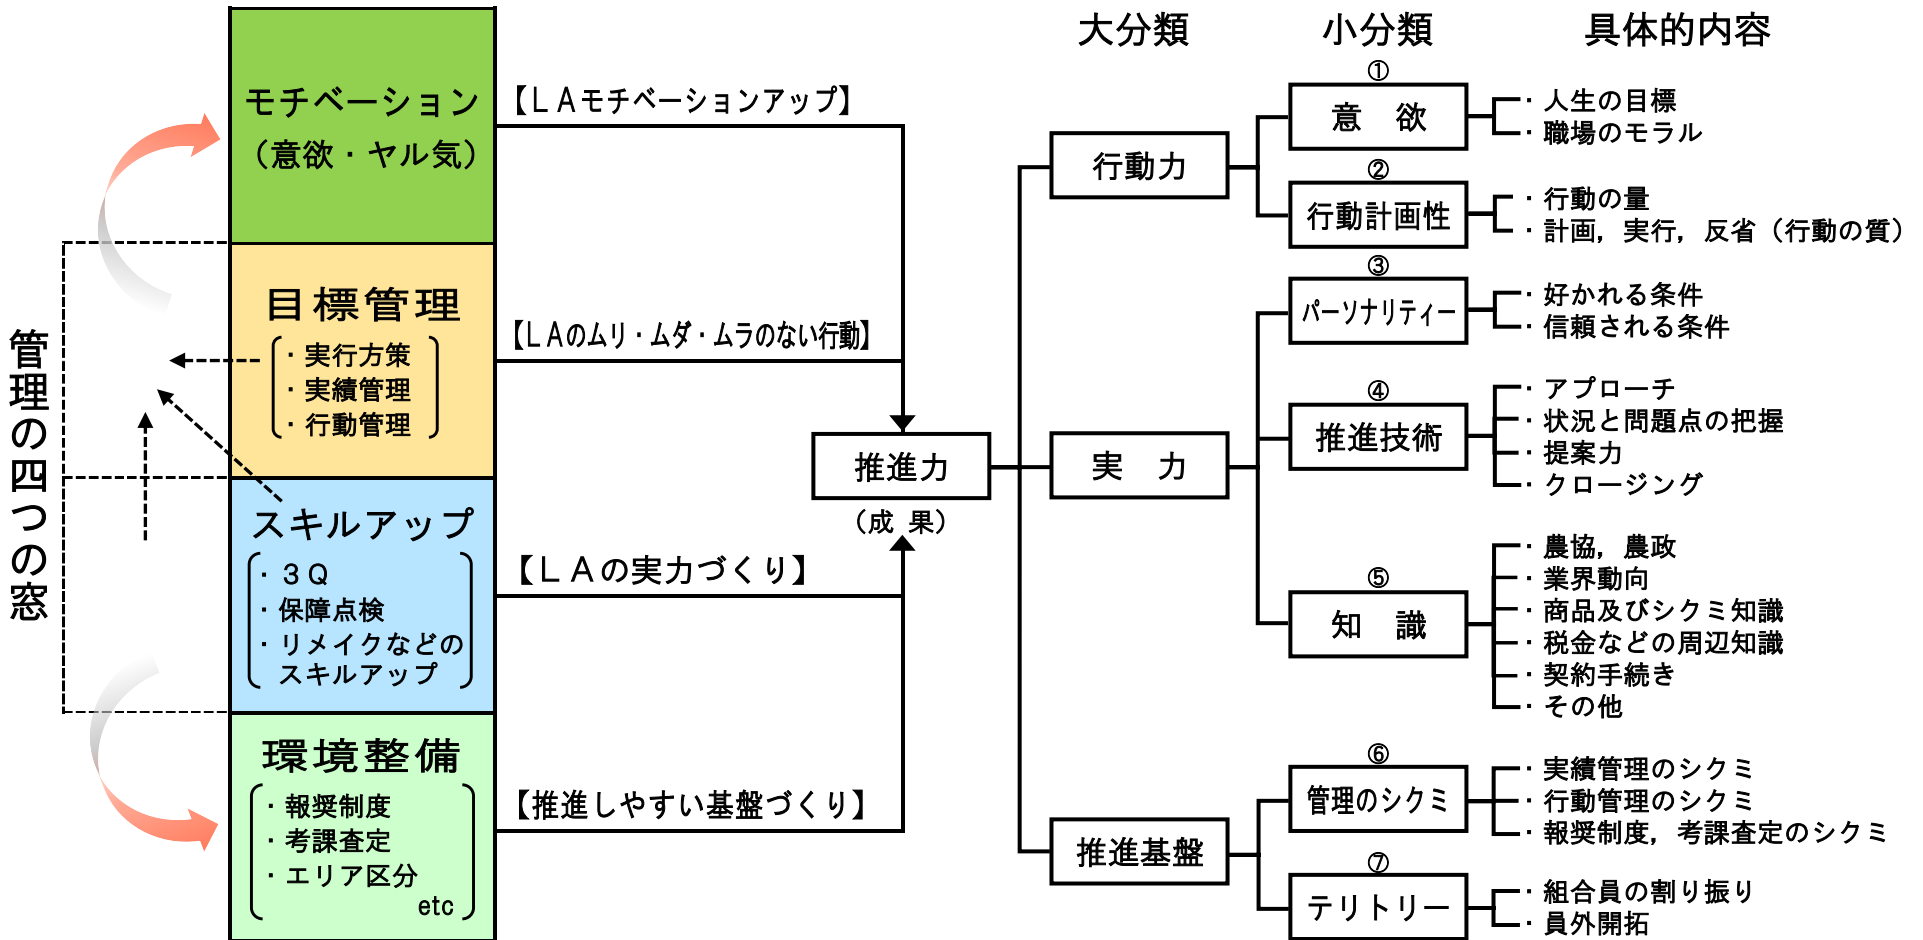 管理の四つの窓
モチベーション
（意欲・ヤル気）
目標管理
・実行方策
・実績管理
・行動管理
スキルアップ
・３Ｑ
・保障点検
・リメイクなどの
スキルアップ
環境整備
・報奨制度
・考課査定
・エリア区分
etc
【ＬＡモチベーションアップ】
【ＬＡのムリ・ムダ・ムラのない行動】
【ＬＡの実力づくり】
【推進しやすい基盤づくり】
推進力
（成 果）
大分類
小分類
具体的内容
行動力
①
意　欲
・人生の目標
・職場のモラル
②
行動計画性
・行動の量
・計画，実行，反省（行動の質）
実　力
③
パーソナリティー
・好かれる条件
・信頼される条件
④
推進技術
・アプローチ
・状況と問題点の把握
・提案力
・クロージング
⑤
知　識
・農協，農政
・業界動向
・商品及びシクミ知識
・税金などの周辺知識
・契約手続き
・その他
推進基盤
⑥
管理のシクミ
・実績管理のシクミ
・行動管理のシクミ
・報奨制度，考課査定のシクミ
⑦
テリトリー
・組合員の割り振り
・員外開拓